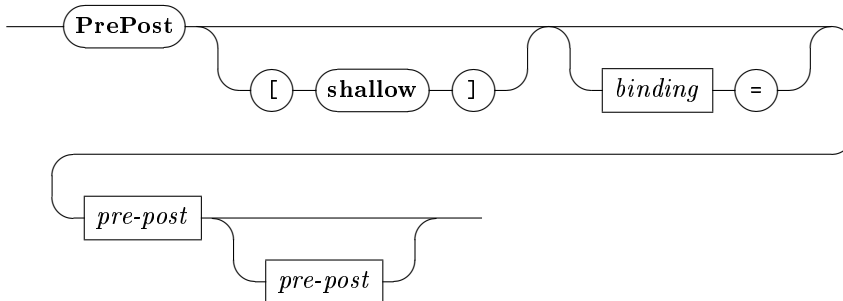 PrePost
[ shallow ] binding =
pre-post
pre-post